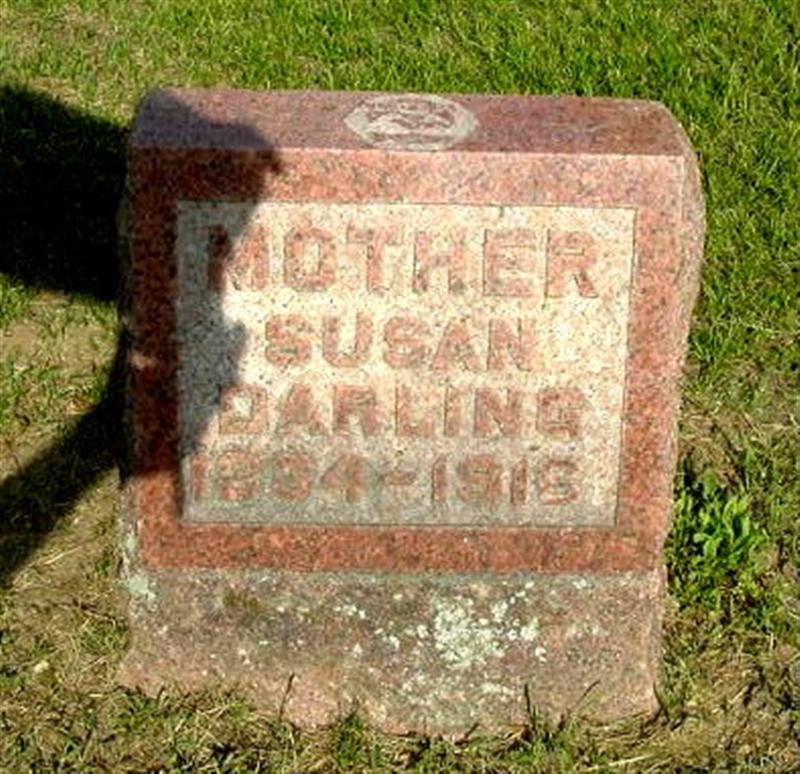 MOTHER
SUSAN
DARLING
1834-1916